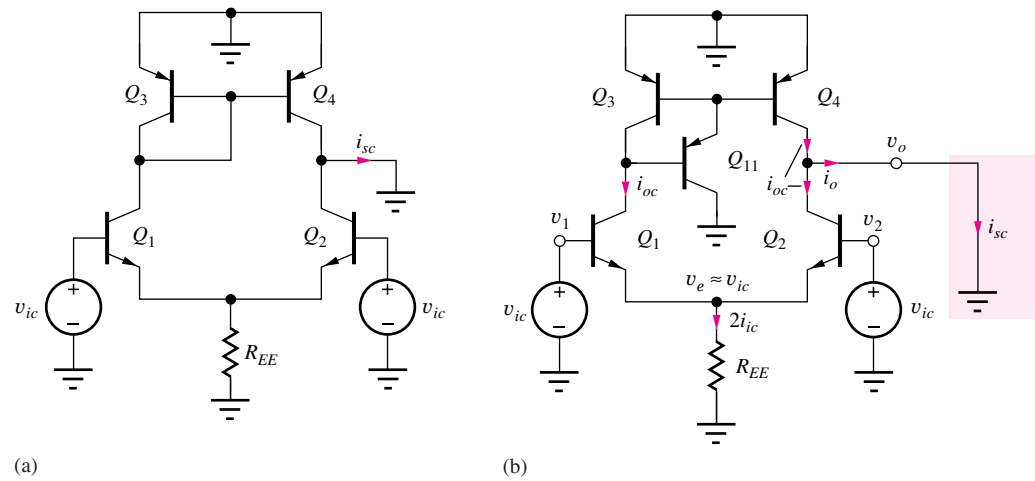 Q3
Q4
isc
Q1
Q2
+
−
vic
+
−
vic
REE
(a)
Q3
Q4
Q11
ioc
ioc
io
vo
isc
v1
Q1
Q2
v2
ve ≈ vic
+
−
vic
2iic
+
−
vic
REE
(b)